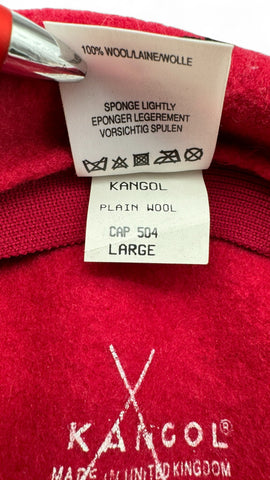 100% WOOL/LAINE/WOLLE
SPONGE LIGHTLY
EPONGER LEGEREMENT
VORSICHTIG SPULEN
KANGOL
PLAIN WOOL
CAP 504
LARGE
KANGOL®
MADE IN UNITED KINGDOM